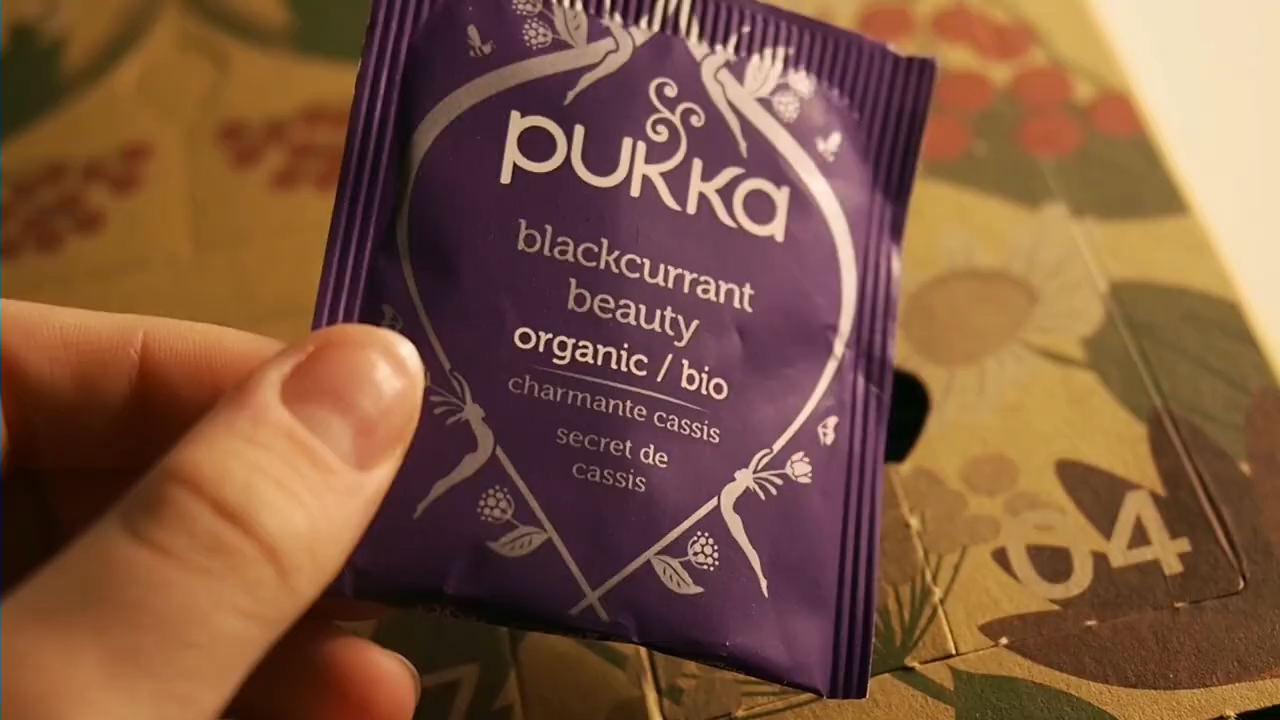 pukka
blackcurrant
beauty
organic / bio
charmante cassis
secret de
cassis
04